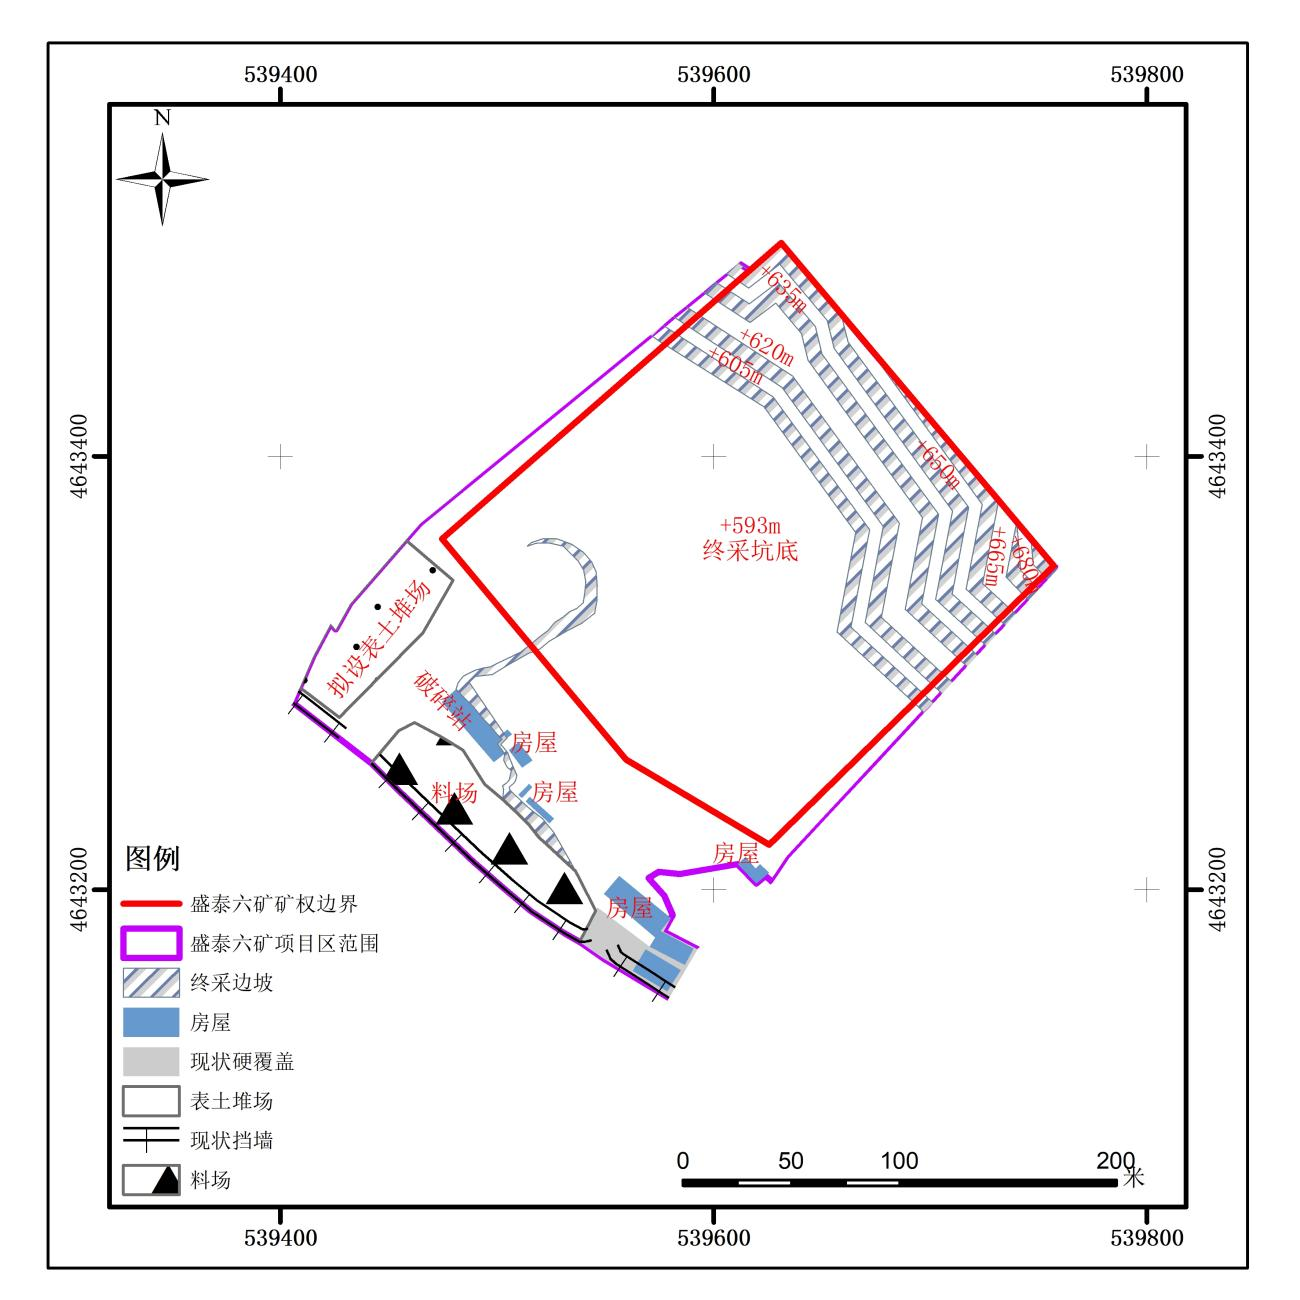 539400
539600
539800
N
+635m
+620m
+605m
4643400
4643400
+650m
+593m
终采坑底
+665m
+680m
拟设表土堆场
破碎站
房屋
房屋
料场
房屋
房屋
4643200
4643200
图例
盛泰六矿矿权边界
盛泰六矿项目区范围
终采边坡
房屋
现状硬覆盖
表土堆场
现状挡墙
料场
0 50 100 200
米
539400
539600
539800